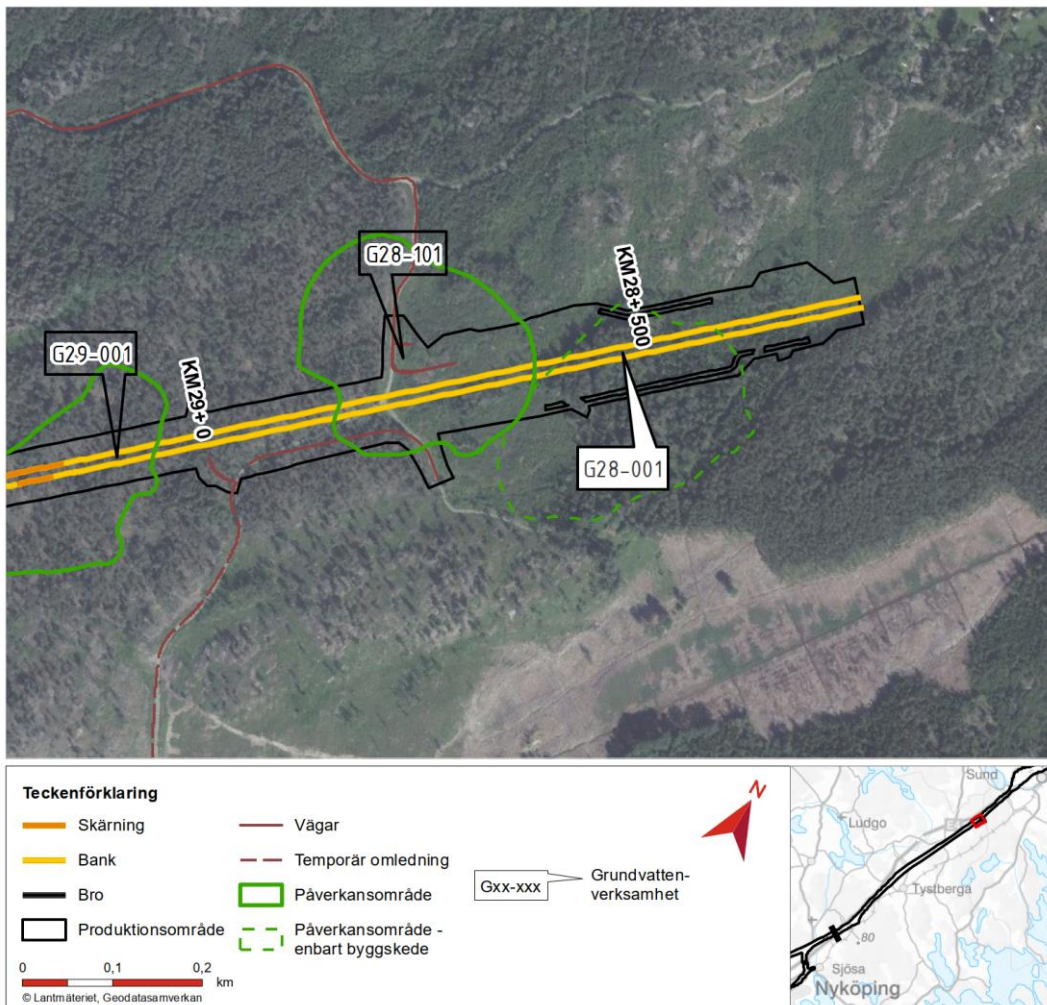 G28-101
KM28+500
G29-001
KM29+0
G28-001
Teckenförklaring
Skärning
Bank
Bro
Produktionsområde
Vägar
Temporär omledning
Påverkansområde
Påverkansområde -
enbart byggskede
Gxx-xxx
Grundvatten-
verksamhet
N
0 0,1 0,2
km
© Lantmäteriet, Geodatasamverkan
Sund
Ludgo
Tystberga
80
Sjösa
Nyköping